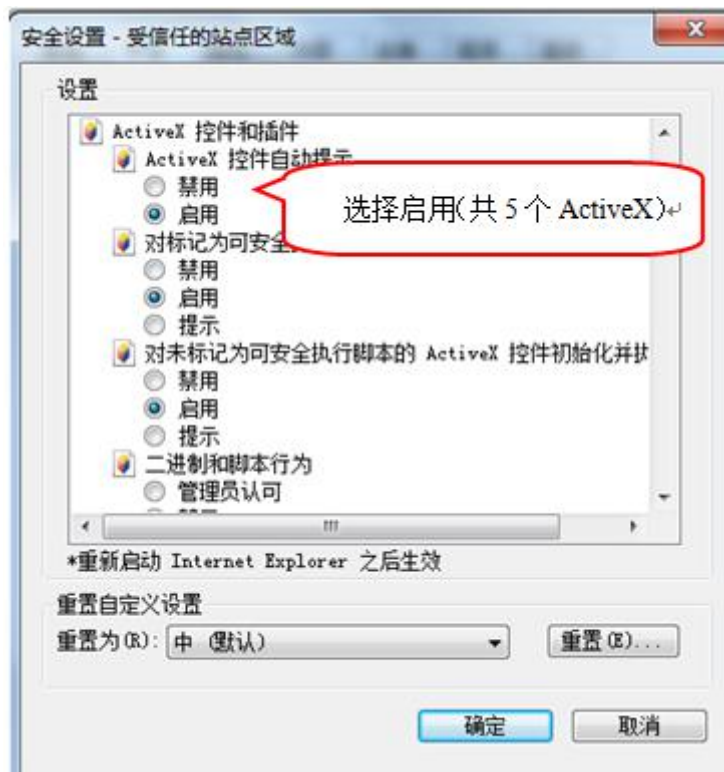 安全设置 - 受信任的站点区域
设置
ActiveX 控件和插件
ActiveX 控件自动提示
禁用
启用
选择启用(共 5 个 ActiveX)↵
对标记为可安全
禁用
启用
提示
对未标记为可安全执行脚本的 ActiveX 控件初始化并执
禁用
启用
提示
二进制和脚本行为
管理员认可
*重新启动 Internet Explorer 之后生效
重置自定义设置
重置为(R):
中 (默认)
重置(E)...
确定
取消